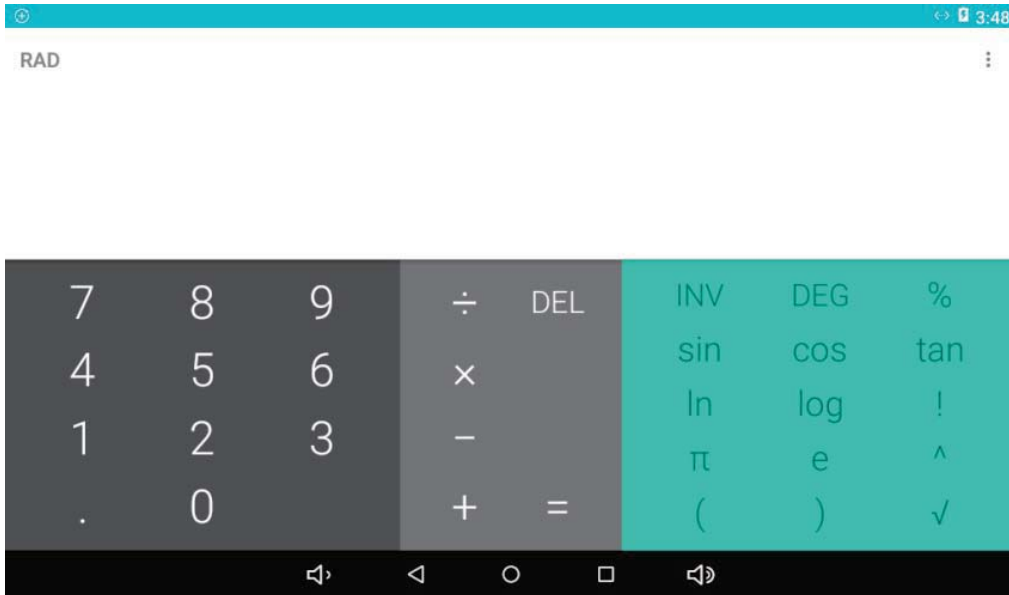 3:48
RAD
7 8 9 ÷ DEL INV DEG %
4 5 6 × sin cos tan
ln log !
1 2 3 − π e ^
. 0 + = ( ) √